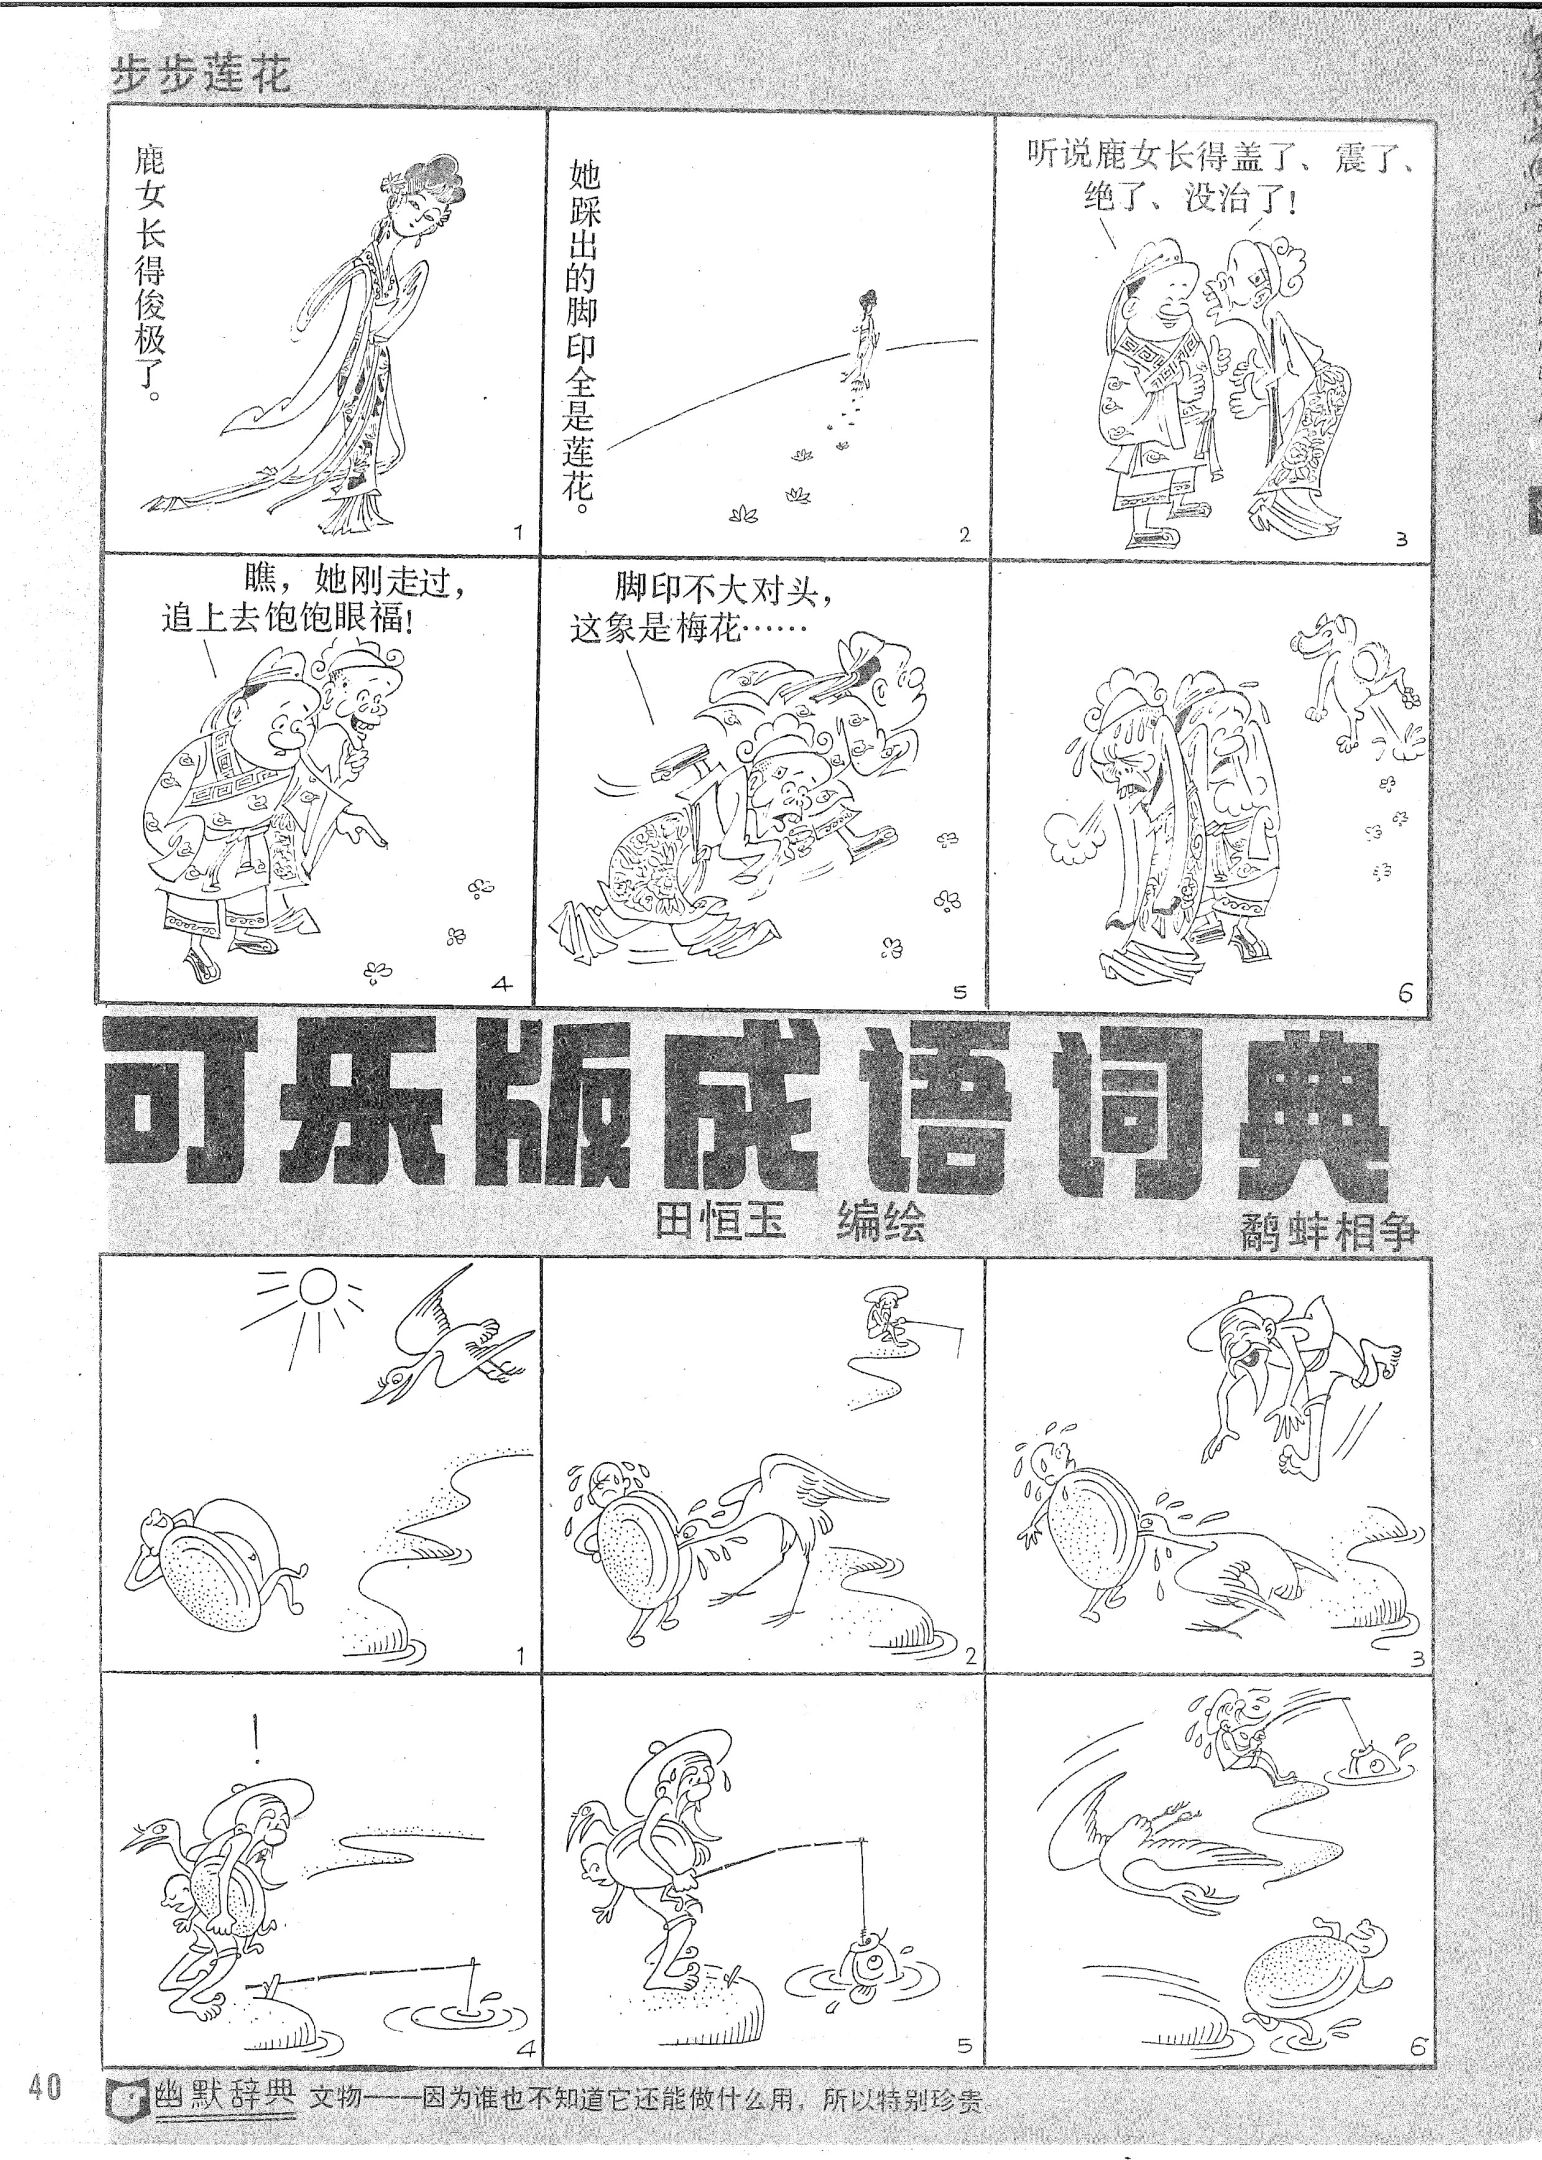 步步莲花
鹿女长得俊极了。
1
她踩出的脚印全是莲花。
2
听说鹿女长得盖了、震了、
绝了、没治了!
3
瞧，她刚走过，
追上去饱饱眼福!
4
脚印不大对头，
这象是梅花……
5
6
可乐版成语词典
田恒玉 编绘
鹬蚌相争
1
2
3
!
4
5
6
40
幽默辞典 文物——因为谁也不知道它还能做什么用，所以特别珍贵